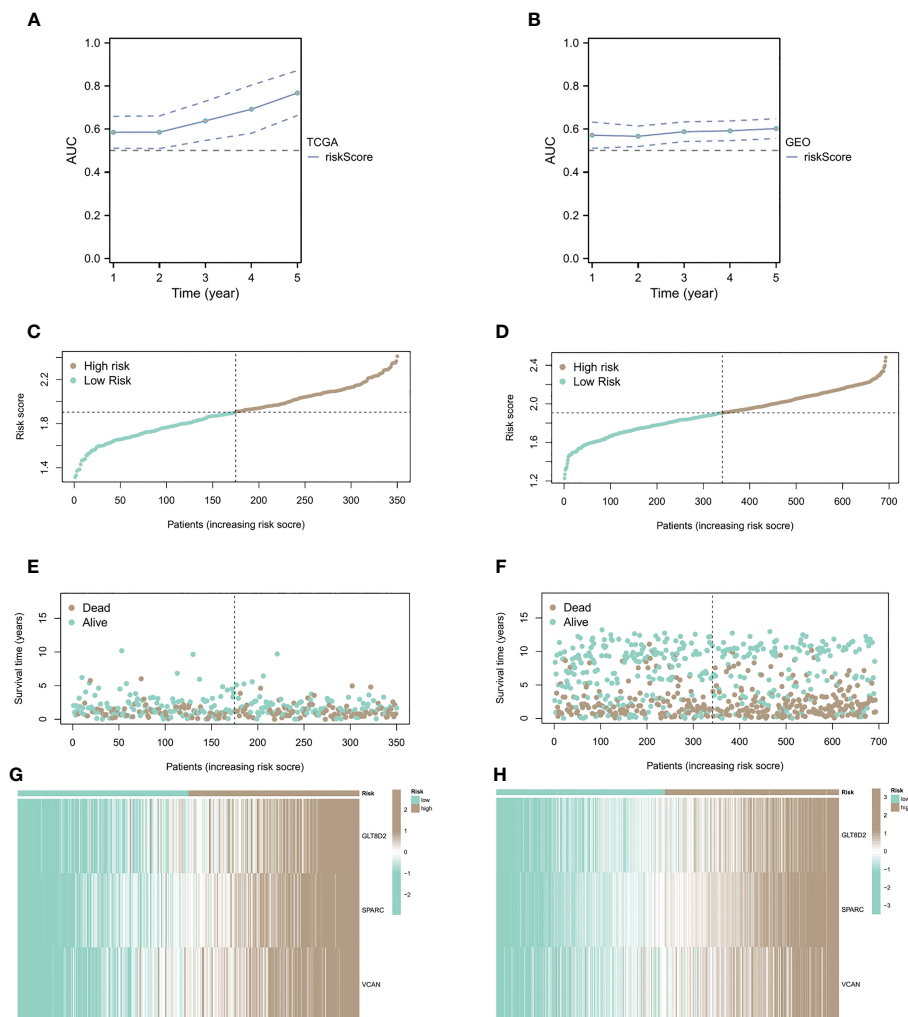 A
1.0
0.8
0.6
0.4
0.2
0.0
AUC
1 2 3 4 5
Time (year)
TCGA
riskScore
B
1.0
0.8
0.6
0.4
0.2
0.0
AUC
1 2 3 4 5
Time (year)
GEO
riskScore
C
High risk
Low Risk
2.2
1.8
1.4
Risk score
0 50 100 150 200 250 300 350
Patients (increasing risk socre)
D
High risk
Low Risk
2.4
2.0
1.6
1.2
Risk score
0 100 200 300 400 500 600 700
Patients (increasing risk socre)
E
Dead
Alive
15
10
5
0
Survival time (years)
0 50 100 150 200 250 300 350
Patients (increasing risk socre)
F
Dead
Alive
15
10
5
0
Survival time (years)
0 100 200 300 400 500 600 700
Patients (increasing risk socre)
G
Risk
GLT8D2
SPARC
VCAN
2
1
0
−1
−2
Risk
low
high
H
Risk
GLT8D2
SPARC
VCAN
3
2
1
0
−1
−2
−3
Risk
low
high